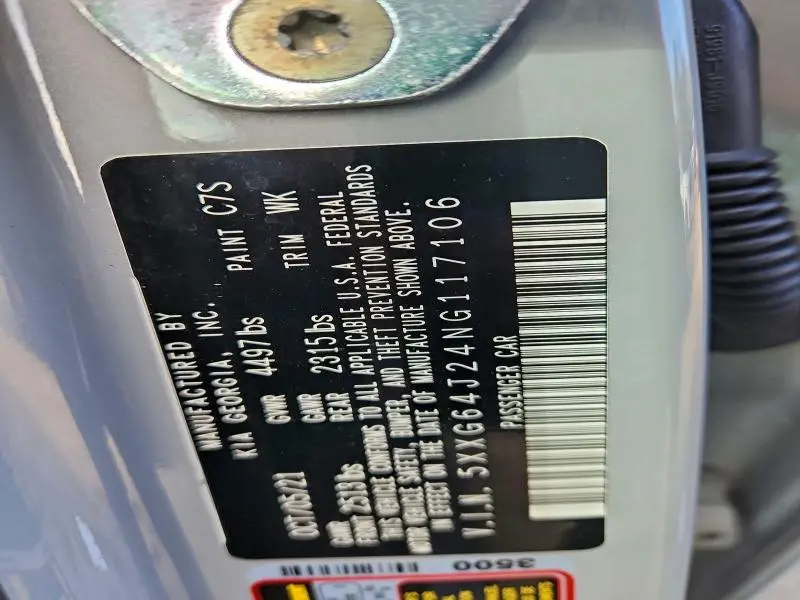 MANUFACTURED BY
KIA GEORGIA, INC. PAINT C7S
OCT/05/21 GVWR 4497lbs TRIM WK
GAWR GAWR
FRONT 2513lbs REAR 2315lbs
THIS VEHICLE CONFORMS TO ALL APPLICABLE U.S.A. FEDERAL
MOTOR VEHICLE SAFETY, BUMPER, AND THEFT PREVENTION STANDARDS
IN EFFECT ON THE DATE OF MANUFACTURE SHOWN ABOVE.
V.I.N. 5XXG64J24NG117106
PASSENGER CAR
3500